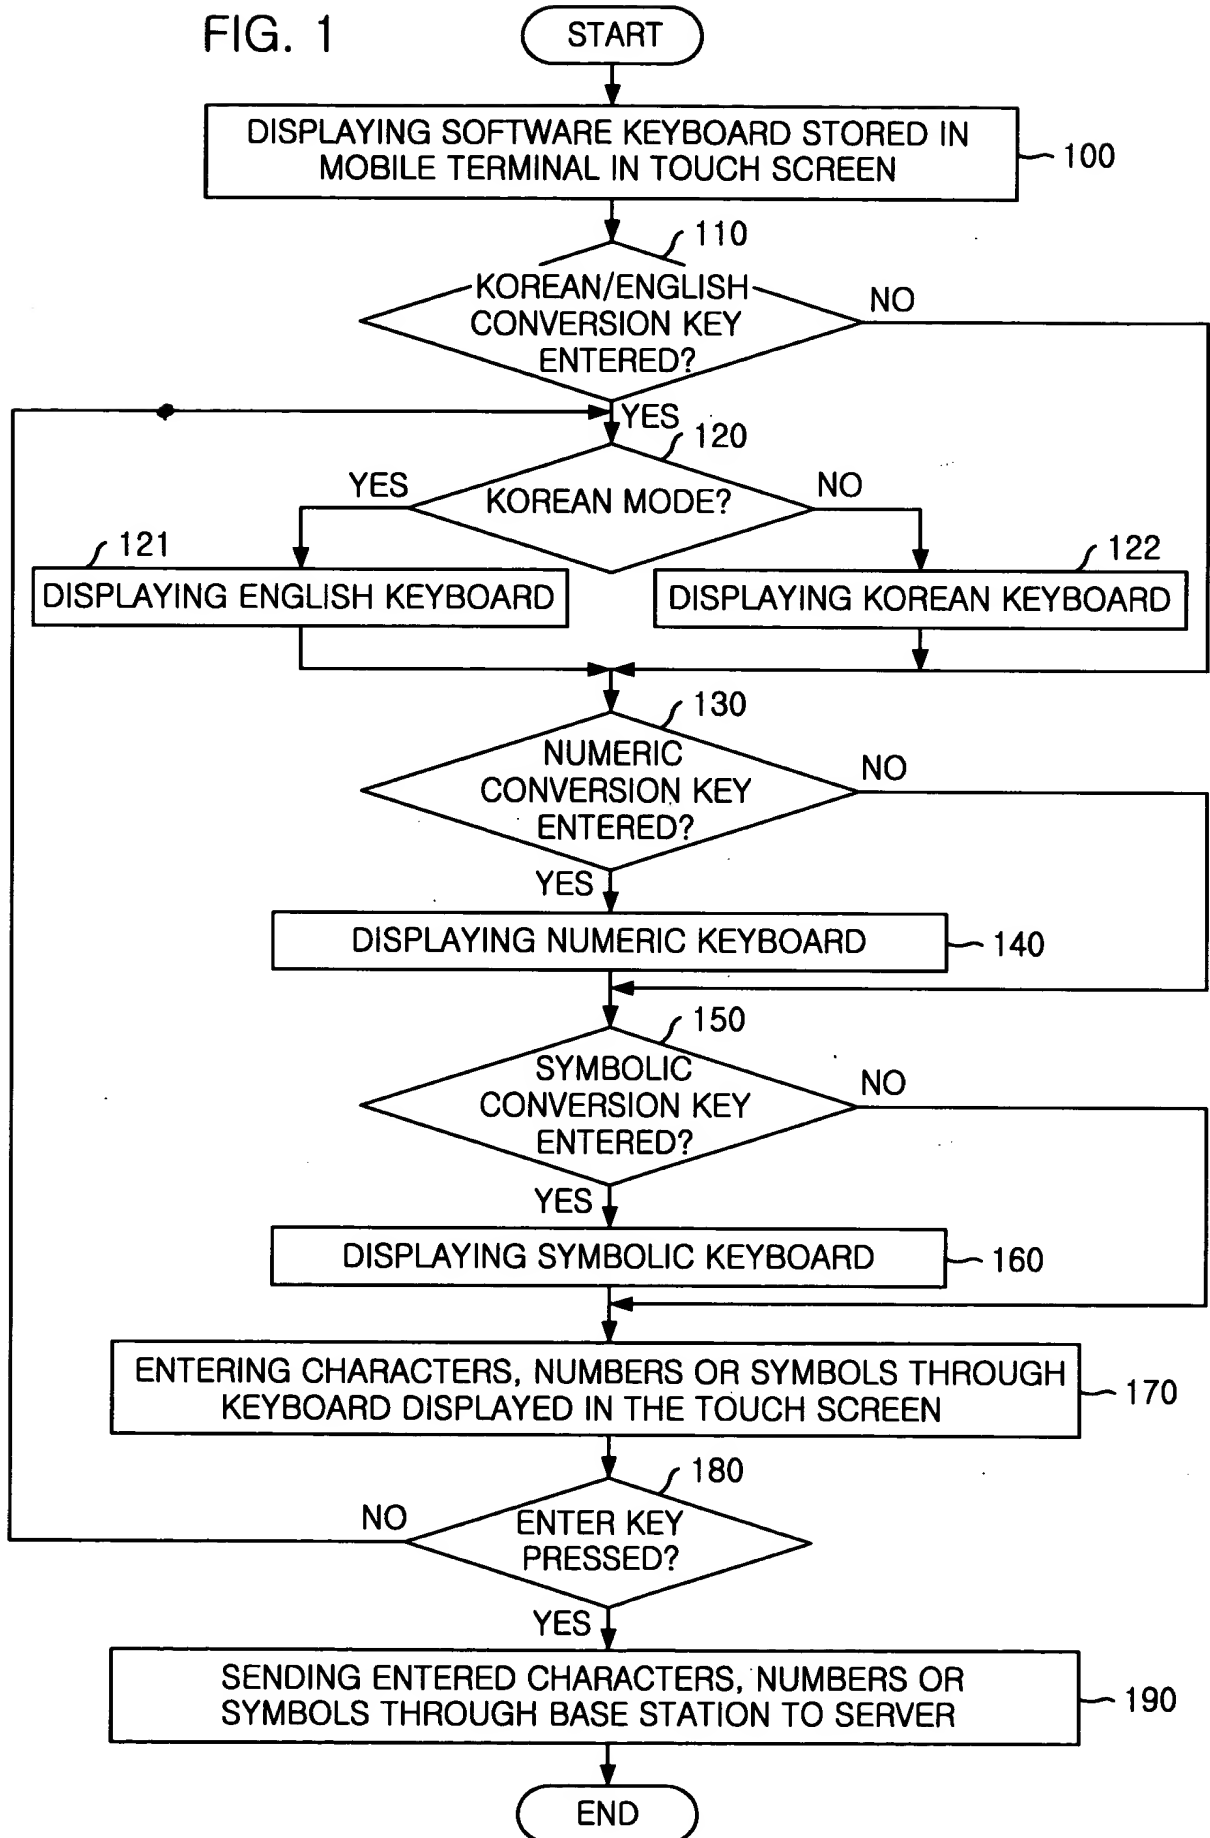 FIG. 1
START
DISPLAYING SOFTWARE KEYBOARD STORED IN
MOBILE TERMINAL IN TOUCH SCREEN
100
110
KOREAN/ENGLISH
CONVERSION KEY
ENTERED?
NO
YES
120
KOREAN MODE?
YES
NO
121
DISPLAYING ENGLISH KEYBOARD
122
DISPLAYING KOREAN KEYBOARD
130
NUMERIC
CONVERSION KEY
ENTERED?
NO
YES
DISPLAYING NUMERIC KEYBOARD
140
150
SYMBOLIC
CONVERSION KEY
ENTERED?
NO
YES
DISPLAYING SYMBOLIC KEYBOARD
160
ENTERING CHARACTERS, NUMBERS OR SYMBOLS THROUGH
KEYBOARD DISPLAYED IN THE TOUCH SCREEN
170
180
ENTER KEY
PRESSED?
NO
YES
SENDING ENTERED CHARACTERS, NUMBERS OR
SYMBOLS THROUGH BASE STATION TO SERVER
190
END